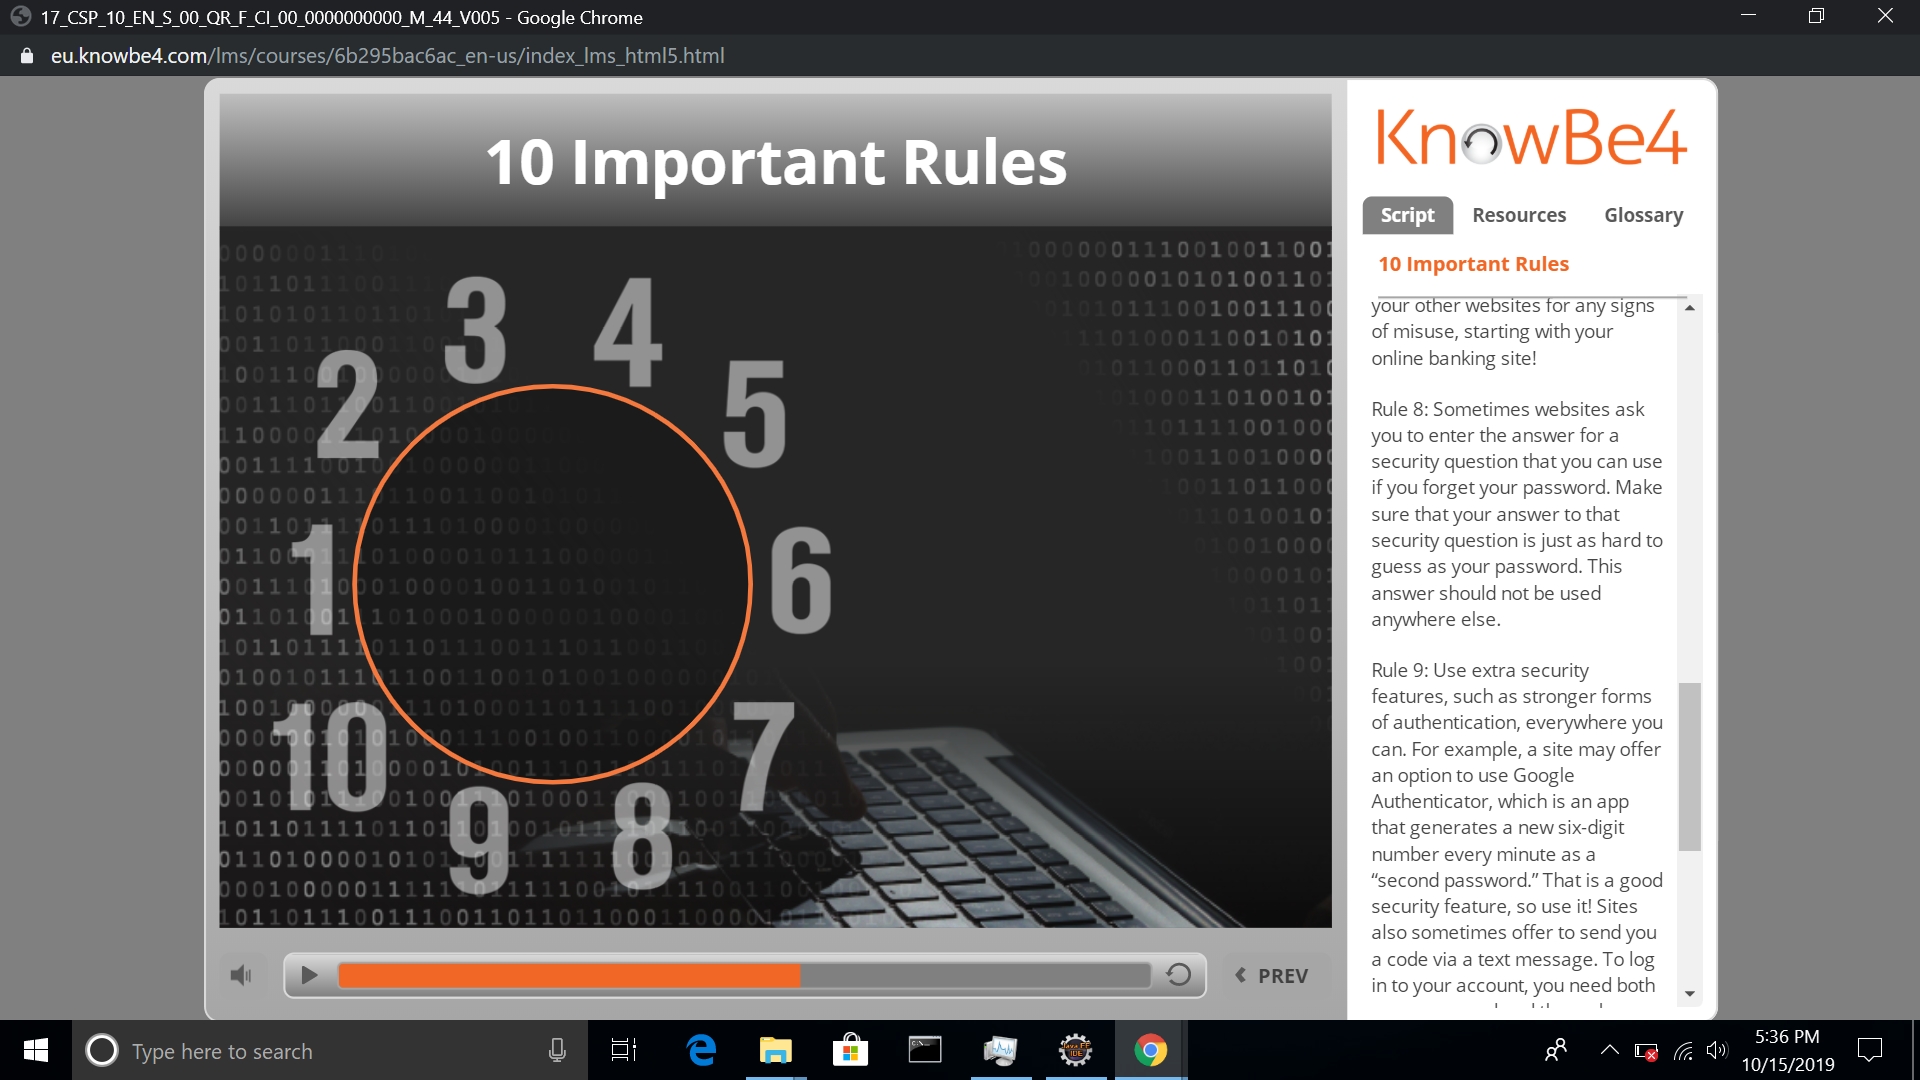 17_CSP_10_EN_S_00_QR_F_CI_00_0000000000_M_44_V005 - Google Chrome
eu.knowbe4.com/lms/courses/6b295bac6ac_en-us/index_lms_html5.html
10 Important Rules
1
2
3
4
5
6
7
8
9
10
PREV
KnowBe4
Script
Resources
Glossary
10 Important Rules
your other websites for any signs
of misuse, starting with your
online banking site!
Rule 8: Sometimes websites ask
you to enter the answer for a
security question that you can use
if you forget your password. Make
sure that your answer to that
security question is just as hard to
guess as your password. This
answer should not be used
anywhere else.
Rule 9: Use extra security
features, such as stronger forms
of authentication, everywhere you
can. For example, a site may offer
an option to use Google
Authenticator, which is an app
that generates a new six-digit
number every minute as a
“second password.” That is a good
security feature, so use it! Sites
also sometimes offer to send you
a code via a text message. To log
in to your account, you need both
Type here to search
5:36 PM
10/15/2019